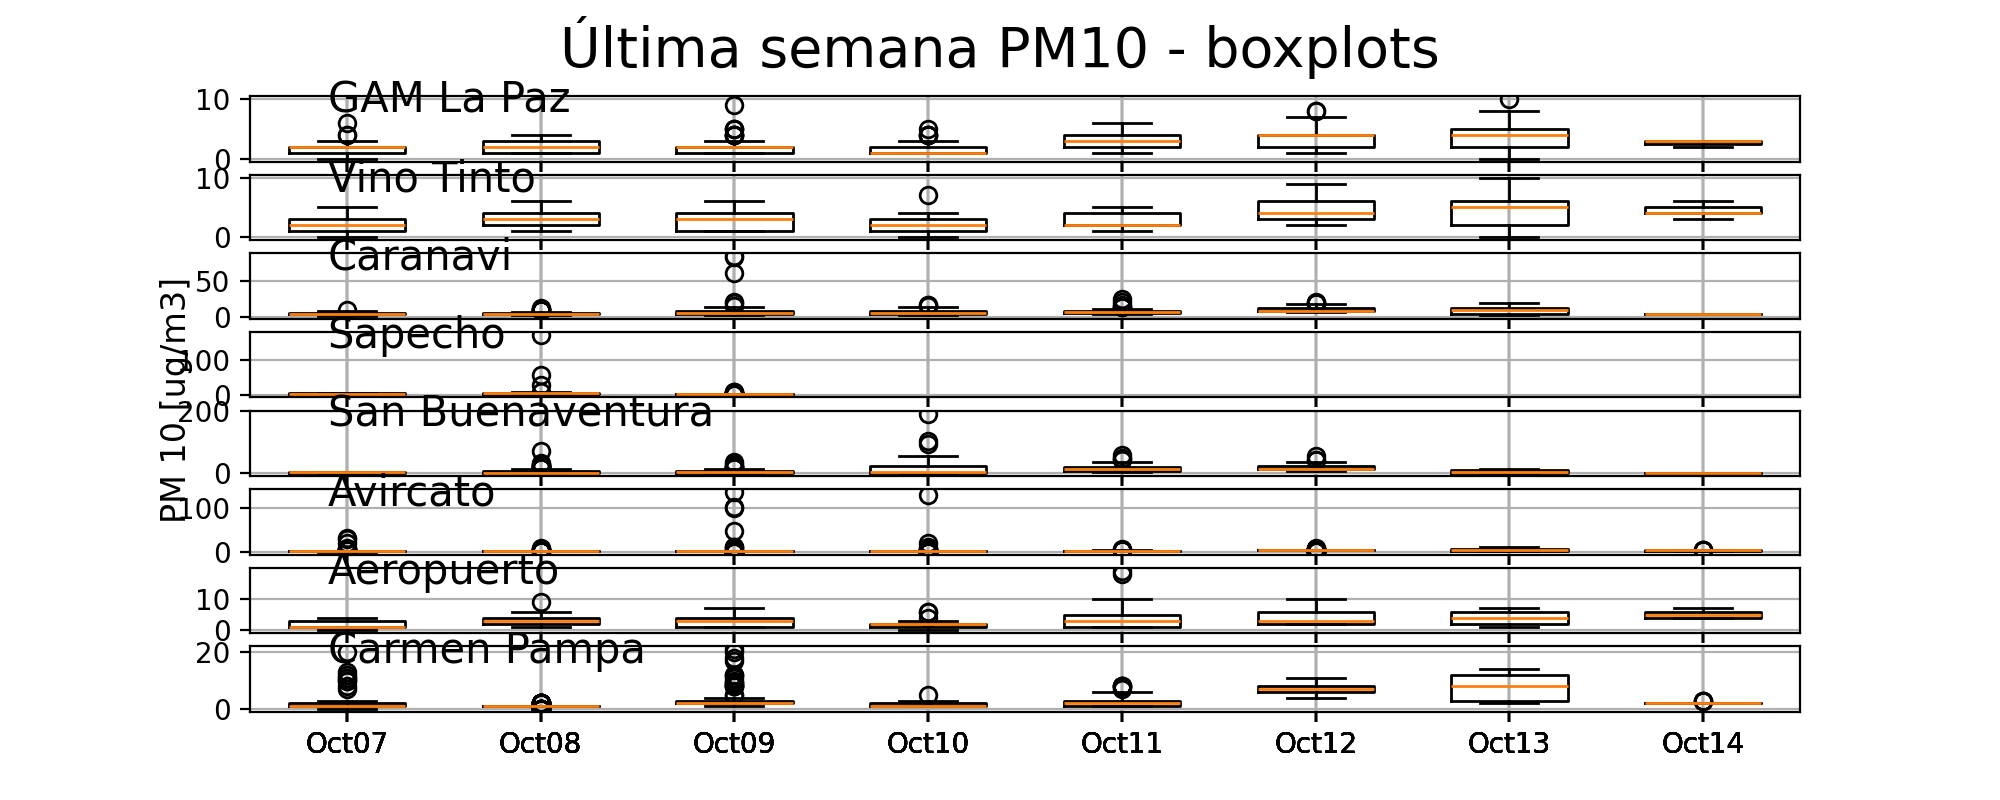 Última semana PM10 - boxplots
GAM La Paz
10
0
Vino Tinto
10
0
Caranavi
50
0
Sapecho
100
0
San Buenaventura
200
0
Avircato
100
0
Aeropuerto
10
0
Carmen Pampa
20
0
PM 10 [ug/m3]
Oct07 Oct08 Oct09 Oct10 Oct11 Oct12 Oct13 Oct14